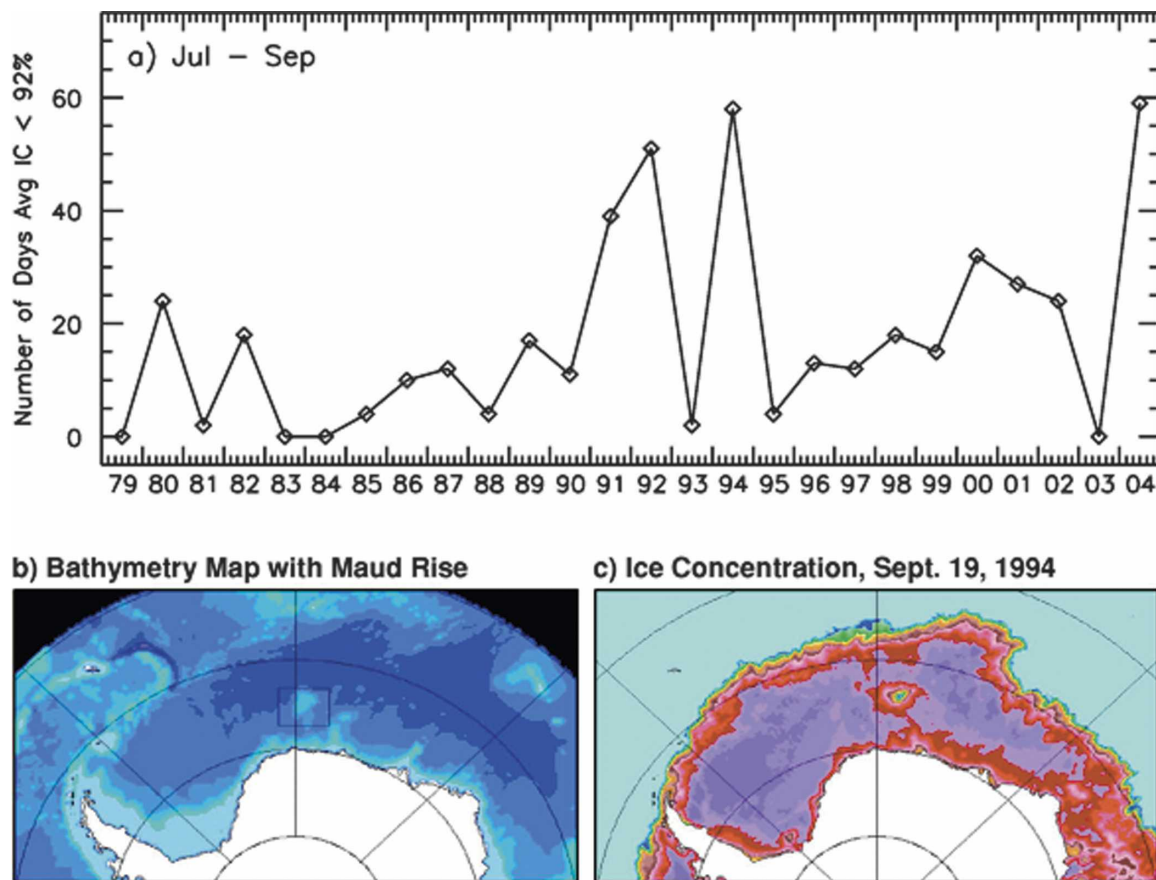 a) Jul – Sep
Number of Days Avg IC < 92%
60
40
20
0
79 80 81 82 83 84 85 86 87 88 89 90 91 92 93 94 95 96 97 98 99 00 01 02 03 04
b) Bathymetry Map with Maud Rise
c) Ice Concentration, Sept. 19, 1994